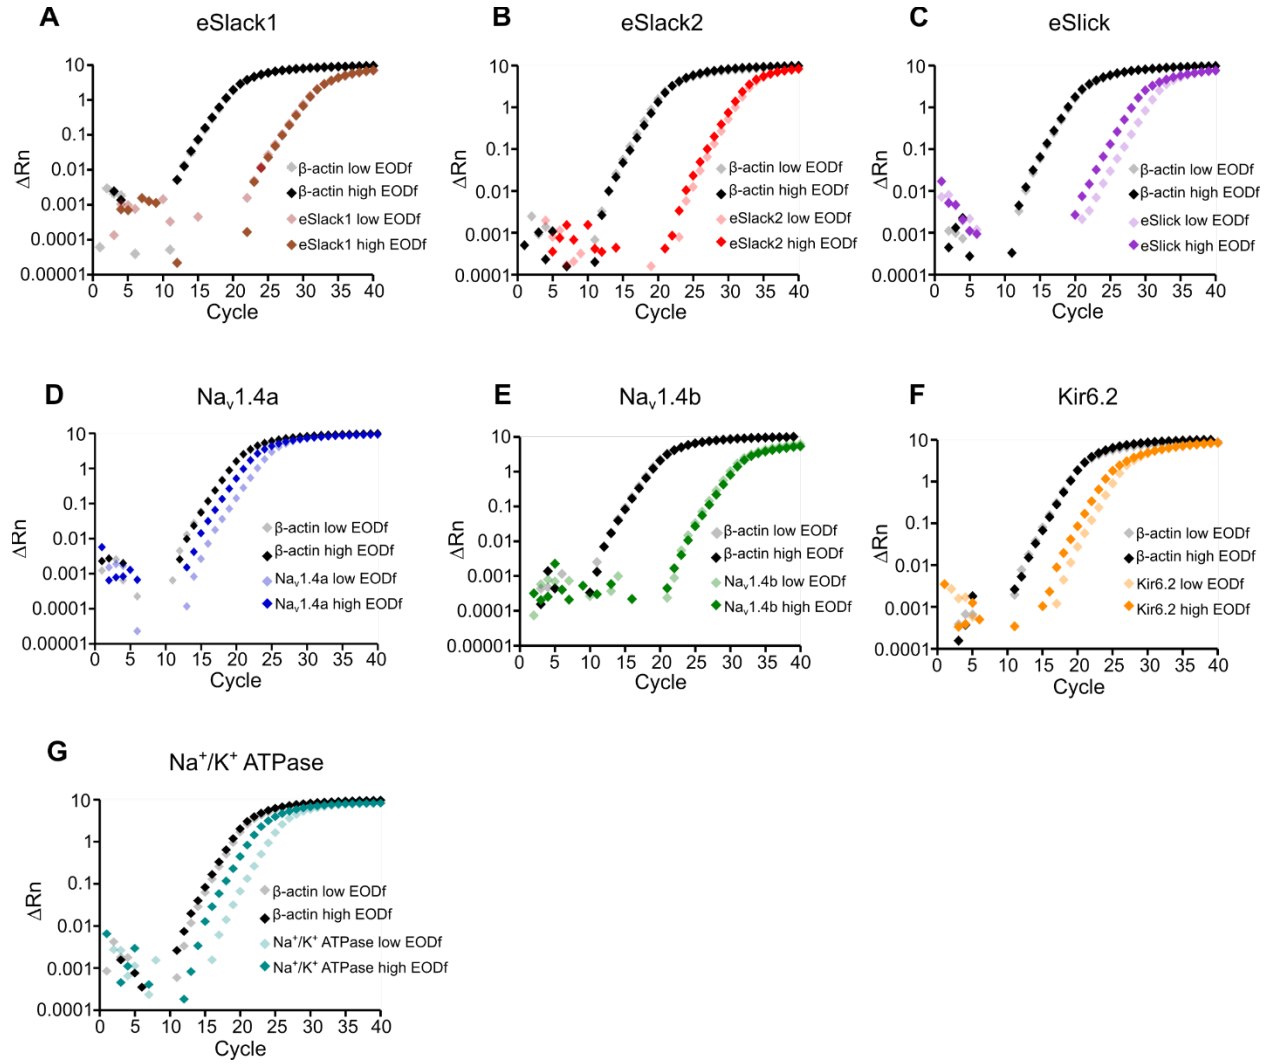 A
eSlack1
10
1
0.1
0.01
0.001
0.0001
0.00001
ΔRn
0 5 10 15 20 25 30 35 40
Cycle
β-actin low EODf
β-actin high EODf
eSlack1 low EODf
eSlack1 high EODf
B
eSlack2
10
1
0.1
0.01
0.001
0.0001
ΔRn
0 5 10 15 20 25 30 35 40
Cycle
β-actin low EODf
β-actin high EODf
eSlack2 low EODf
eSlack2 high EODf
C
eSlick
10
1
0.1
0.01
0.001
0.0001
ΔRn
0 5 10 15 20 25 30 35 40
Cycle
β-actin low EODf
β-actin high EODf
eSlick low EODf
eSlick high EODf
D
Nav1.4a
10
1
0.1
0.01
0.001
0.0001
0.00001
ΔRn
0 5 10 15 20 25 30 35 40
Cycle
β-actin low EODf
β-actin high EODf
Nav1.4a low EODf
Nav1.4a high EODf
E
Nav1.4b
10
1
0.1
0.01
0.001
0.0001
0.00001
ΔRn
0 5 10 15 20 25 30 35 40
Cycle
β-actin low EODf
β-actin high EODf
Nav1.4b low EODf
Nav1.4b high EODf
F
Kir6.2
10
1
0.1
0.01
0.001
0.0001
ΔRn
0 5 10 15 20 25 30 35 40
Cycle
β-actin low EODf
β-actin high EODf
Kir6.2 low EODf
Kir6.2 high EODf
G
Na⁺/K⁺ ATPase
10
1
0.1
0.01
0.001
0.0001
ΔRn
0 5 10 15 20 25 30 35 40
Cycle
β-actin low EODf
β-actin high EODf
Na⁺/K⁺ ATPase low EODf
Na⁺/K⁺ ATPase high EODf